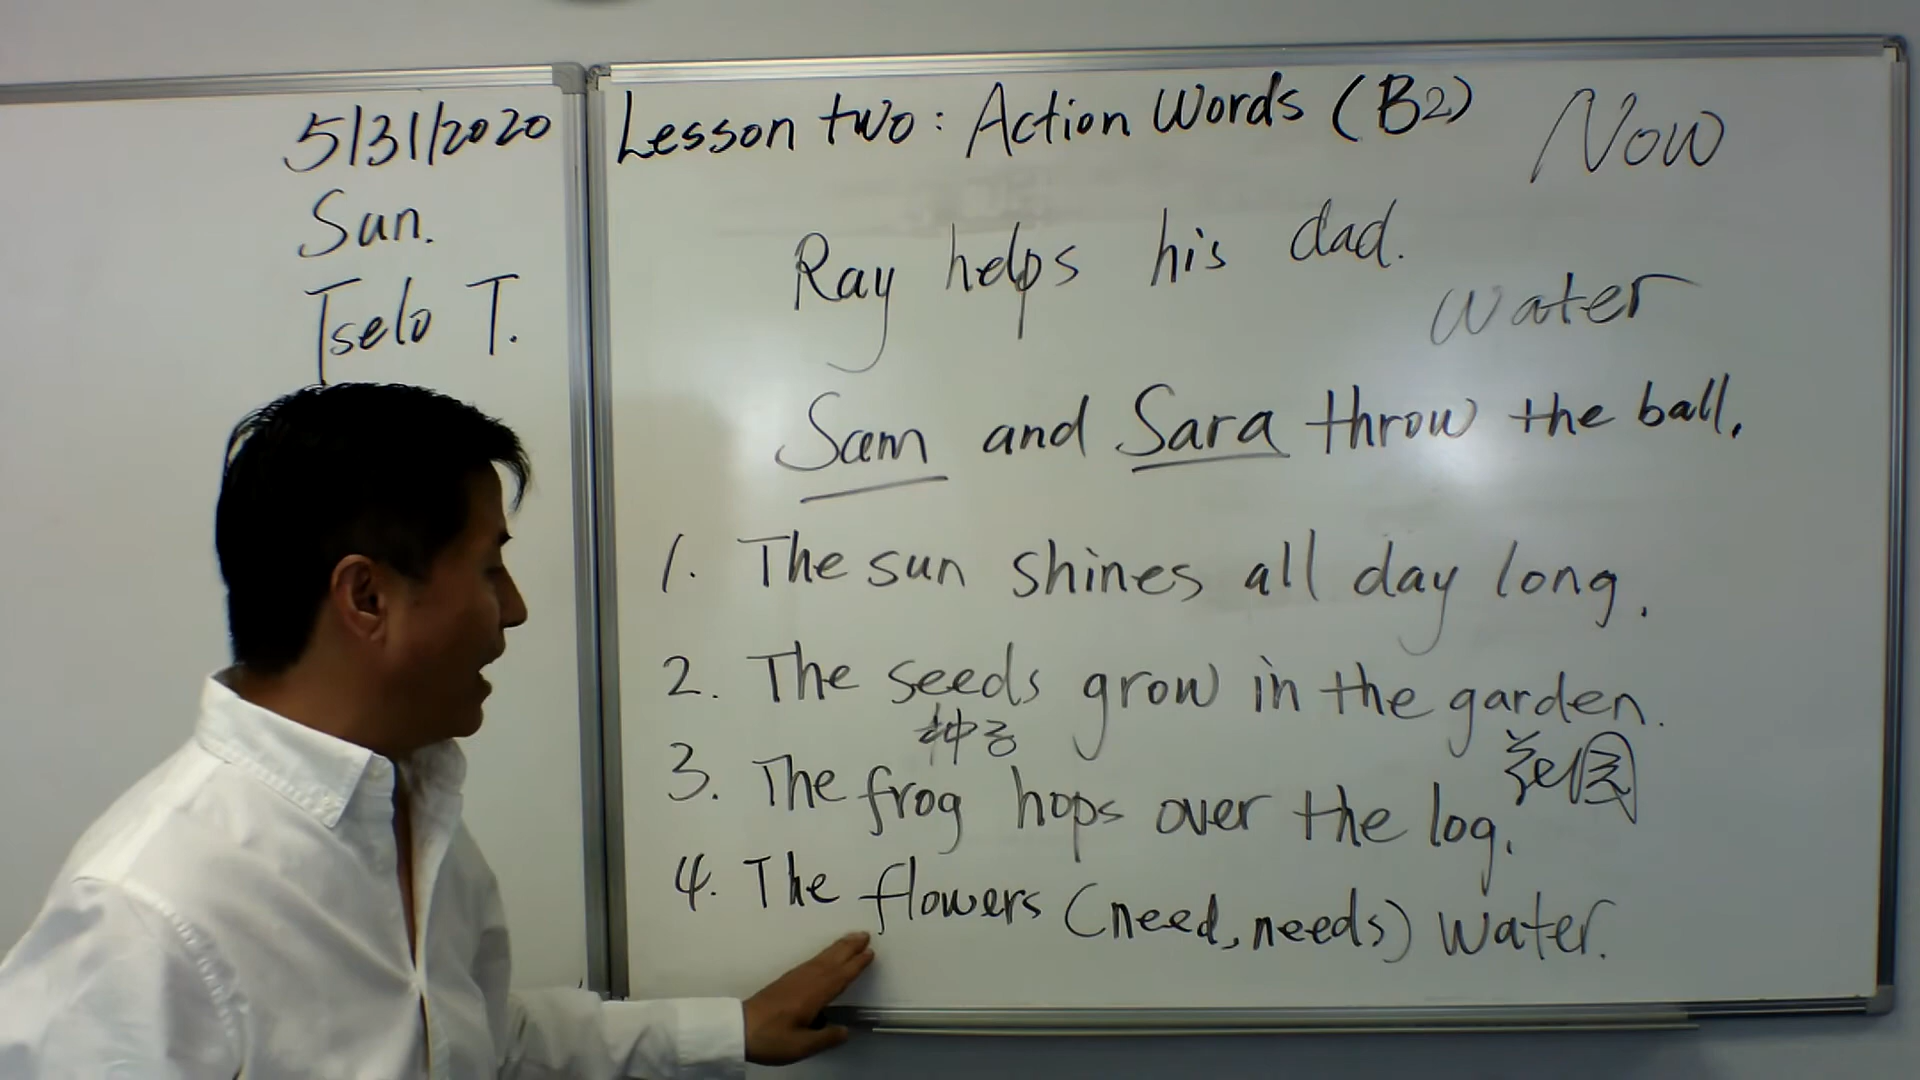 5/31/2020
Sun.
Tselo T.
Lesson two: Action Words (B2)
Now
Ray helps his dad.
water
Sam and Sara throw the ball.
1. The sun shines all day long.
2. The seeds grow in the garden.
种子
花园
3. The frog hops over the log.
4. The flowers (need, needs) water.